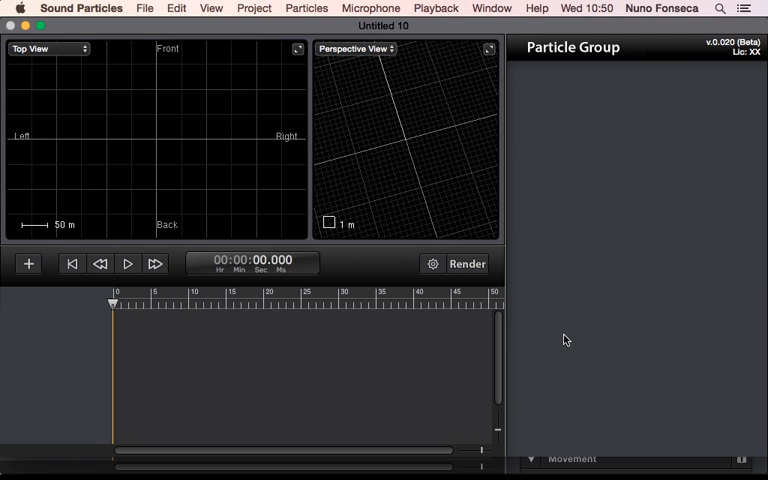 Sound Particles File Edit View Project Particles Microphone Playback Window Help Wed 10:50 Nuno Fonseca
Untitled 10
Top View
Front
Left
Right
50 m
Back
Perspective View
1 m
Particle Group
v.0.020 (Beta)
Lic: XX
00:00:00.000
Hr Min Sec Ms
Render
0 5 10 15 20 25 30 35 40 45 50
Movement